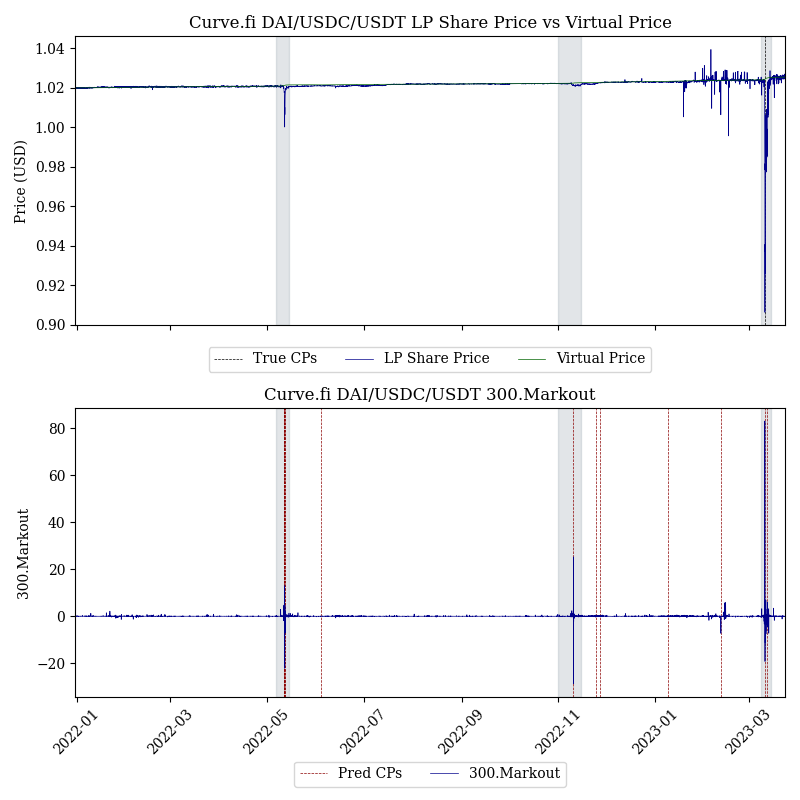 Curve.fi DAI/USDC/USDT LP Share Price vs Virtual Price
1.04
1.02
1.00
0.98
0.96
0.94
0.92
0.90
Price (USD)
True CPs LP Share Price Virtual Price
Curve.fi DAI/USDC/USDT 300.Markout
80
60
40
20
0
−20
300.Markout
2022-01 2022-03 2022-05 2022-07 2022-09 2022-11 2023-01 2023-03
Pred CPs 300.Markout